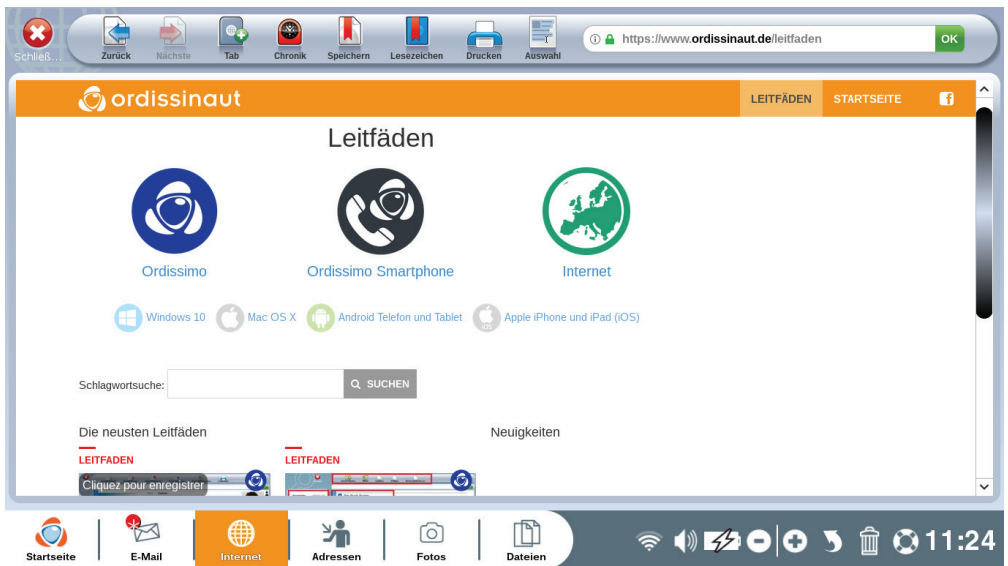 Schließ...
Zurück
Nächste
Tab
Chronik
Speichern
Lesezeichen
Drucken
Auswahl
https://www.ordissinaut.de/leitfaden
OK
ordissinaut
LEITFÄDEN
STARTSEITE
f
Leitfäden
Ordissimo
Ordissimo Smartphone
Internet
Windows 10
Mac OS X
Android Telefon und Tablet
iOS
Apple iPhone und iPad (iOS)
Schlagwortsuche:
SUCHEN
Die neusten Leitfäden
Neuigkeiten
LEITFADEN
LEITFADEN
Cliquez pour enregistrer
Startseite
E-Mail
Internet
Adressen
Fotos
Dateien
11:24